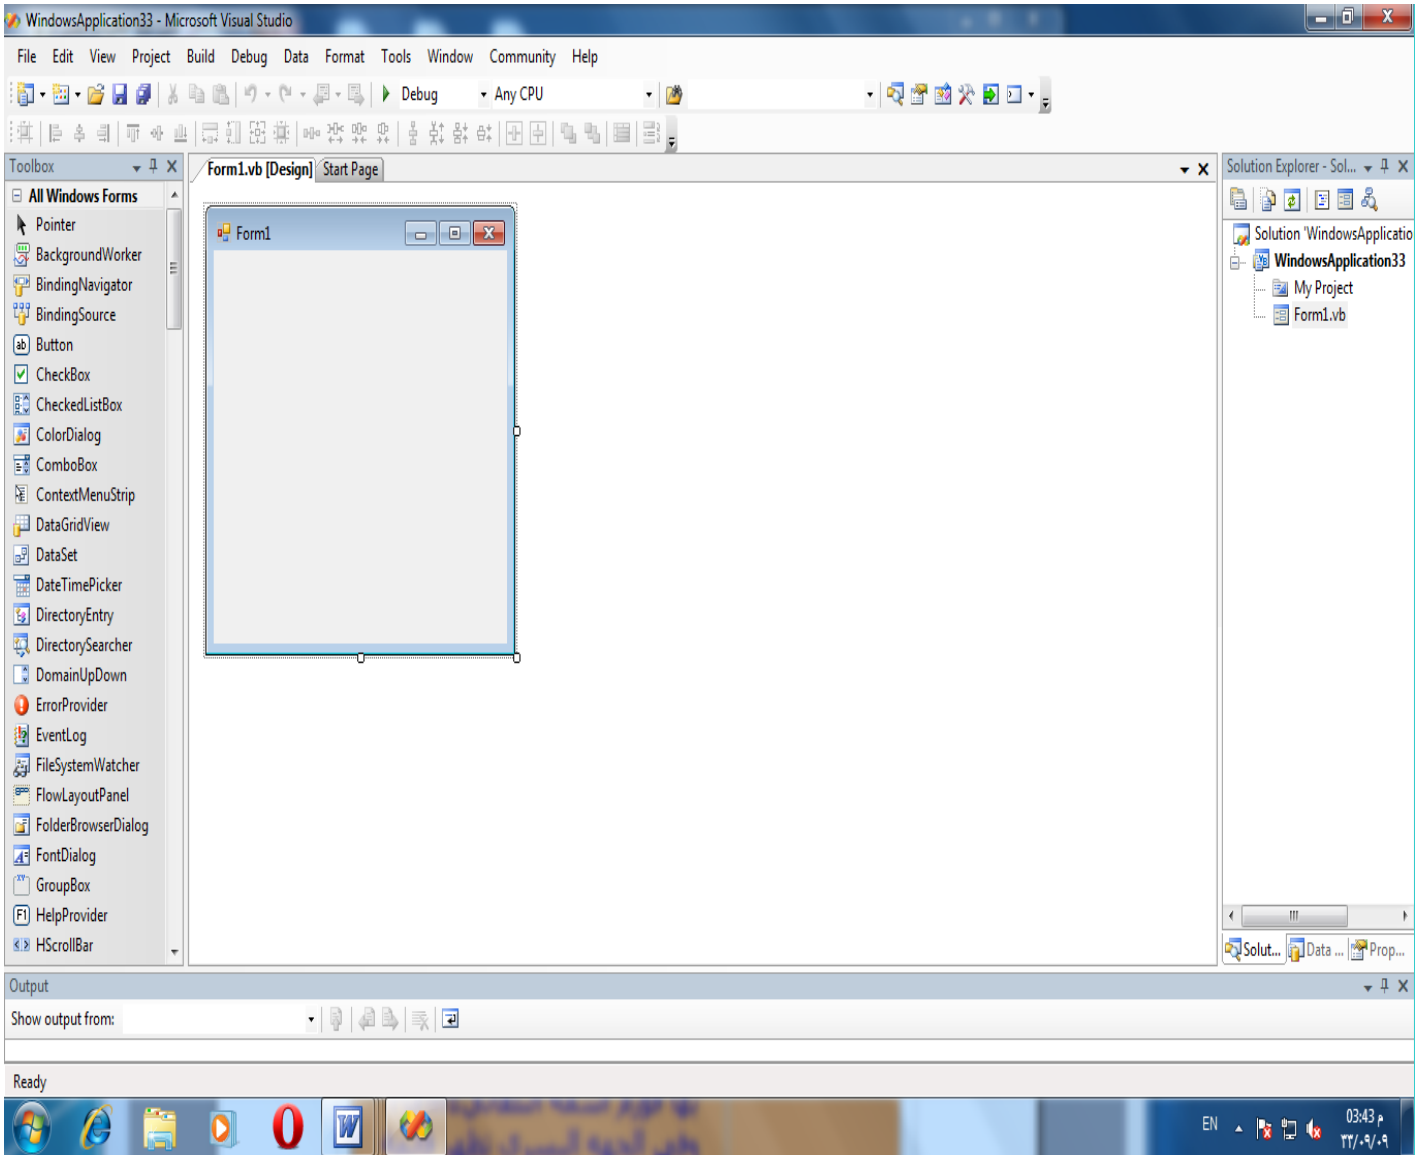 WindowsApplication33 - Microsoft Visual Studio
File Edit View Project Build Debug Data Format Tools Window Community Help
Debug Any CPU
Toolbox
All Windows Forms
Pointer
BackgroundWorker
BindingNavigator
BindingSource
Button
CheckBox
CheckedListBox
ColorDialog
ComboBox
ContextMenuStrip
DataGridView
DataSet
DateTimePicker
DirectoryEntry
DirectorySearcher
DomainUpDown
ErrorProvider
EventLog
FileSystemWatcher
FlowLayoutPanel
FolderBrowserDialog
FontDialog
GroupBox
HelpProvider
HScrollBar
Form1.vb [Design] Start Page
Form1
Solution Explorer - Sol...
Solution 'WindowsApplicatio
WindowsApplication33
My Project
Form1.vb
Solut... Data ... Prop...
Output
Show output from:
Ready
EN
03:43 م
٣٣/٠٩/٠٩